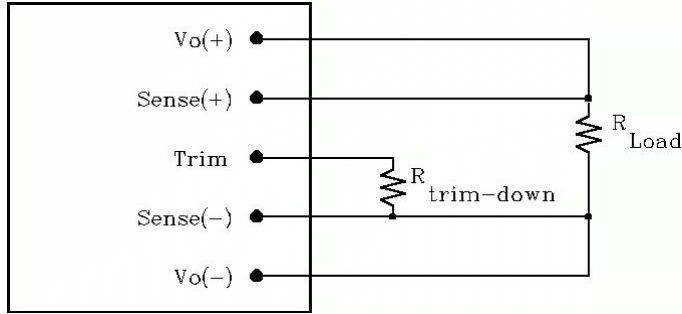 Vo(+)
Sense(+)
Trim
Sense(-)
Vo(-)
R trim-down
R Load